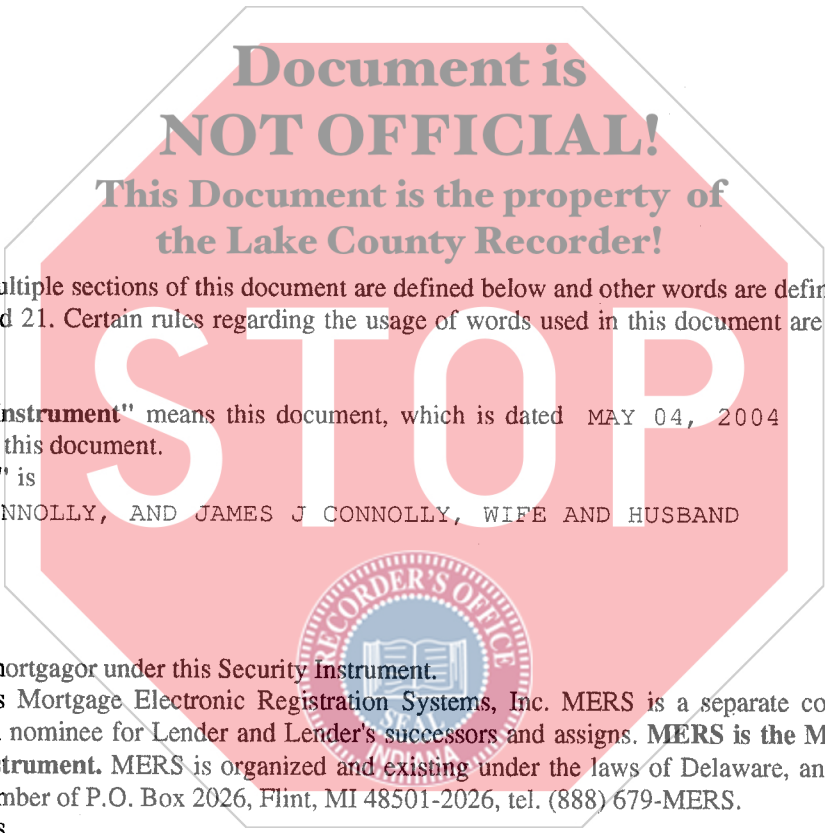 Document is
NOT OFFICIAL!
This Document is the property of
the Lake County Recorder!
ultiple sections of this document are defined below and other words are defin
d 21. Certain rules regarding the usage of words used in this document are
STOP
nstrument" means this document, which is dated MAY 04, 2004
this document.
" is
NNOLLY, AND JAMES J CONNOLLY, WIFE AND HUSBAND
RECORDER'S OFFICE
SEAL
INDIANA
nortgagor under this Security Instrument.
s Mortgage Electronic Registration Systems, Inc. MERS is a separate co
nominee for Lender and Lender's successors and assigns. MERS is the M
trument. MERS is organized and existing under the laws of Delaware, an
mber of P.O. Box 2026, Flint, MI 48501-2026, tel. (888) 679-MERS.